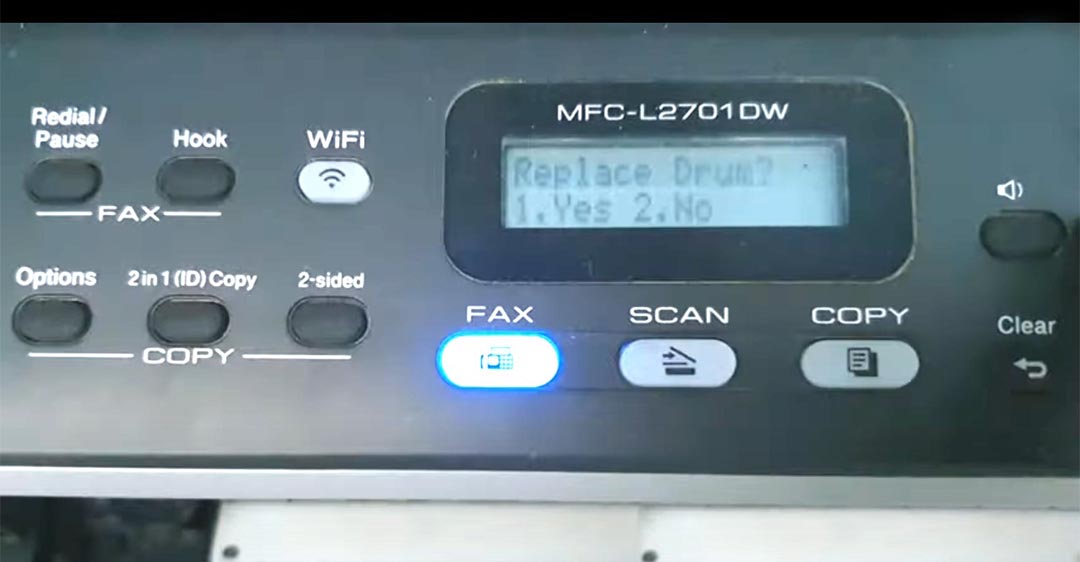 Redial/
Pause
Hook
WiFi
FAX
Options
2 in 1 (ID) Copy
2-sided
COPY
MFC-L2701DW
Replace Drum?
1.Yes 2.No
FAX
SCAN
COPY
Clear